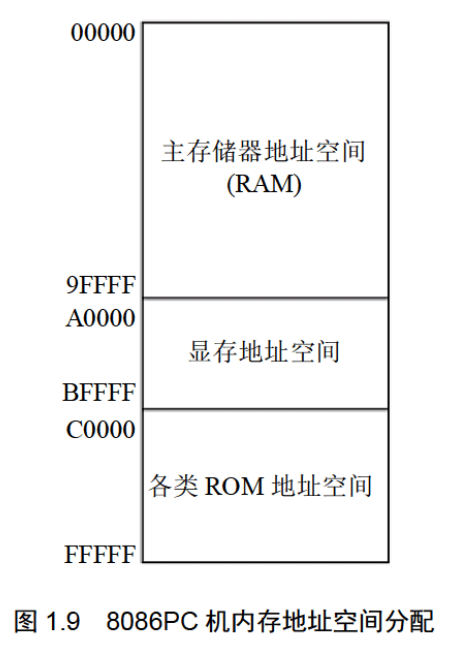 00000
主存储器地址空间
(RAM)
9FFFF
A0000
显存地址空间
BFFFF
C0000
各类 ROM 地址空间
FFFFF
图 1.9 8086PC 机内存地址空间分配